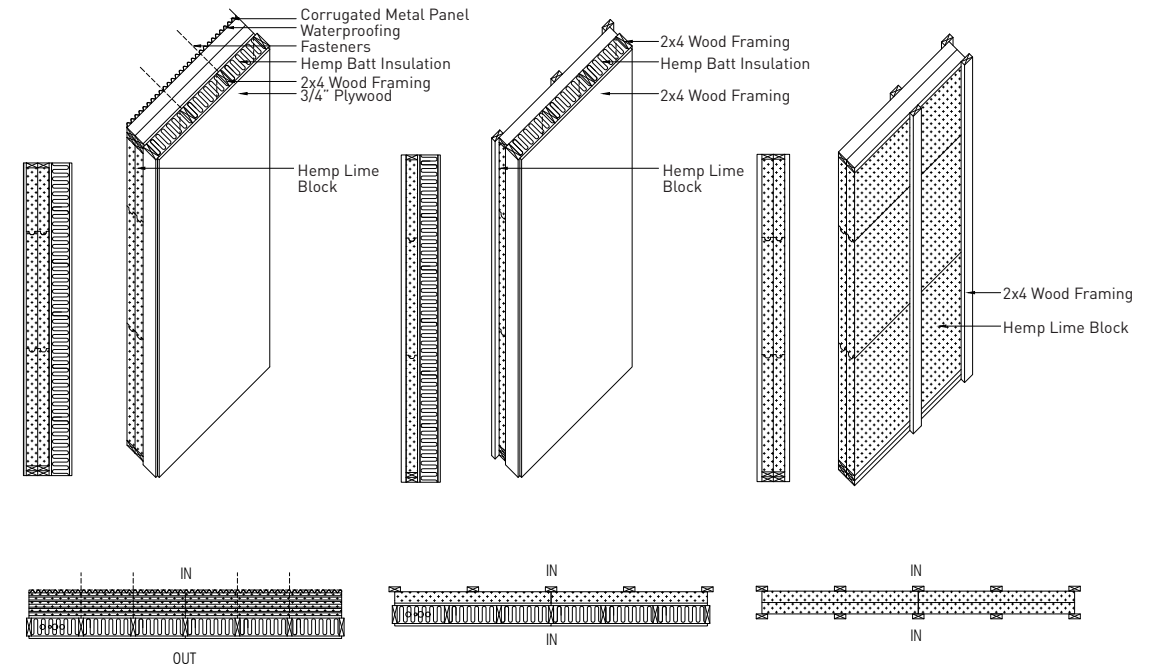 Corrugated Metal Panel
Waterproofing
Fasteners
Hemp Batt Insulation
2x4 Wood Framing
3/4" Plywood
Hemp Lime
Block
2x4 Wood Framing
Hemp Batt Insulation
2x4 Wood Framing
Hemp Lime
Block
2x4 Wood Framing
Hemp Lime Block
IN
OUT
IN
IN
IN
IN